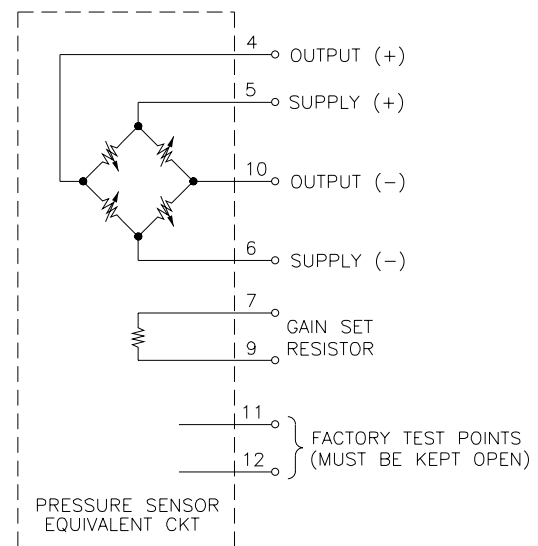 4 OUTPUT (+)
5 SUPPLY (+)
10 OUTPUT (−)
6 SUPPLY (−)
7
GAIN SET
RESISTOR
9
11
FACTORY TEST POINTS
(MUST BE KEPT OPEN)
12
PRESSURE SENSOR
EQUIVALENT CKT